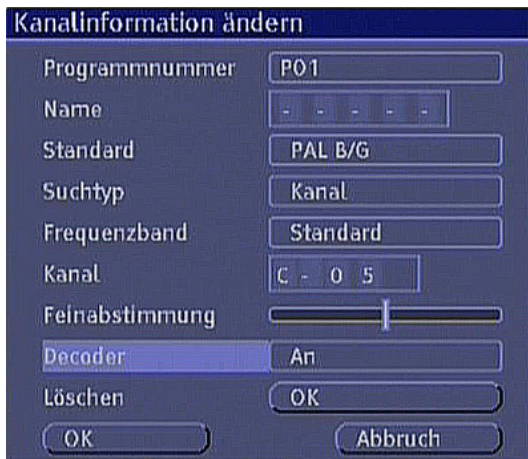 Kanalinformation ändern
Programmnummer P01
Name - - - - -
Standard PAL B/G
Suchtyp Kanal
Frequenzband Standard
Kanal C - 0 5
Feinabstimmung
Decoder An
Löschen OK
OK Abbruch